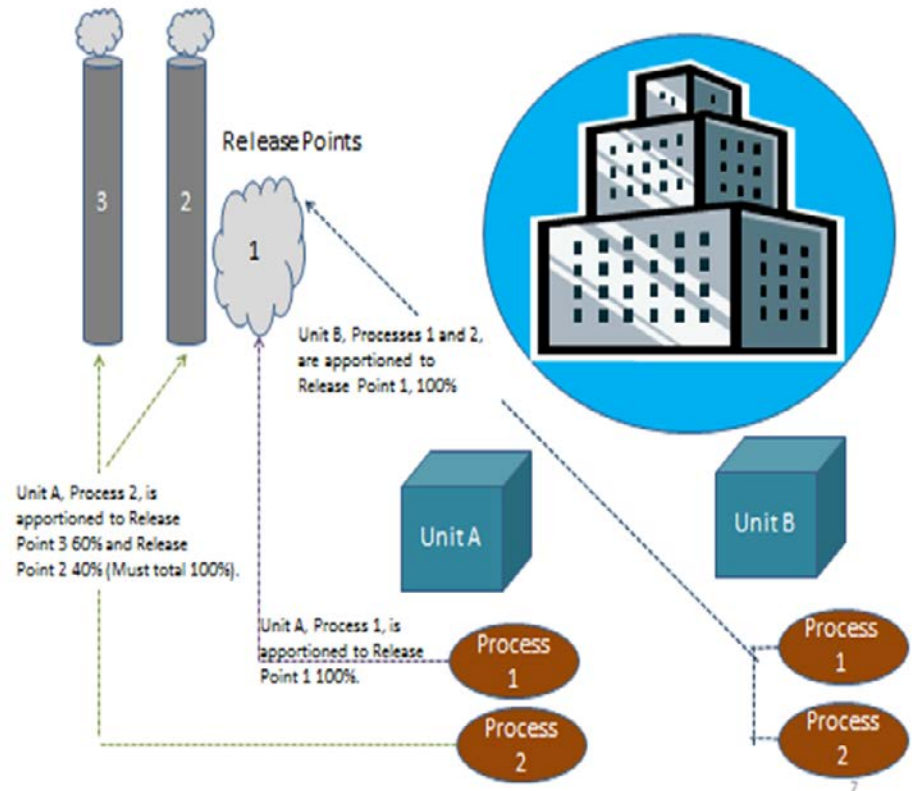 Release Points
3
2
1
Unit B, Processes 1 and 2,
are apportioned to
Release Point 1, 100%
Unit A, Process 2, is
apportioned to Release
Point 3 60% and Release
Point 2 40% (Must total 100%).
Unit A
Unit B
Unit A, Process 1, is
apportioned to Release
Point 1 100%.
Process
1
Process
2
Process
1
Process
2
7